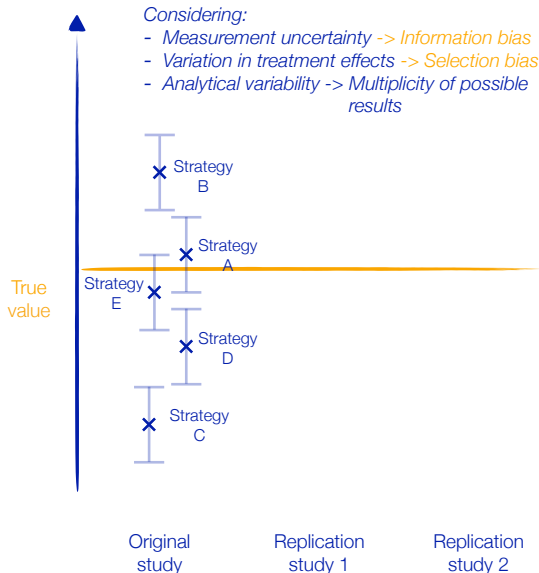 Considering:
- Measurement uncertainty -> Information bias
- Variation in treatment effects -> Selection bias
- Analytical variability -> Multiplicity of possible
results
Strategy
B
Strategy
A
True
value
Strategy
E
Strategy
D
Strategy
C
Original
study
Replication
study 1
Replication
study 2